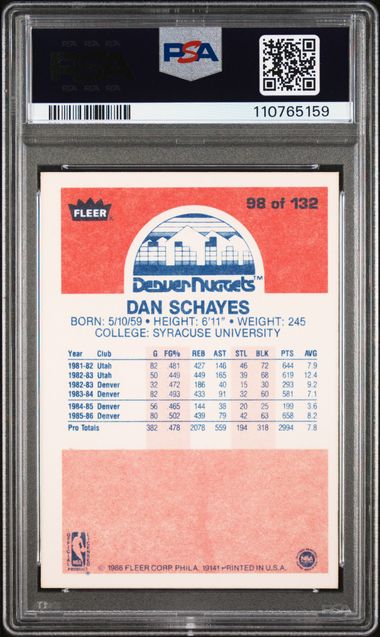 PSA
PSA
110765159
FLEER
98 of 132
Denver Nuggets™
DAN SCHAYES
BORN: 5/10/59 • HEIGHT: 6'11" • WEIGHT: 245
COLLEGE: SYRACUSE UNIVERSITY
Year Club G FG% REB AST STL BLK PTS AVG
1981-82 Utah 82 .481 427 146 46 72 644 7.9
1982-83 Utah 50 .449 449 165 39 68 619 12.4
1982-83 Denver 32 .472 186 40 15 30 293 9.2
1983-84 Denver 82 .493 433 91 32 60 581 7.1
1984-85 Denver 56 .465 144 38 20 25 199 3.6
1985-86 Denver 80 .502 439 79 42 63 658 8.2
Pro Totals 382 .478 2078 559 194 318 2994 7.8
© 1986 FLEER CORP. PHILA. 19141 PRINTED IN U.S.A.